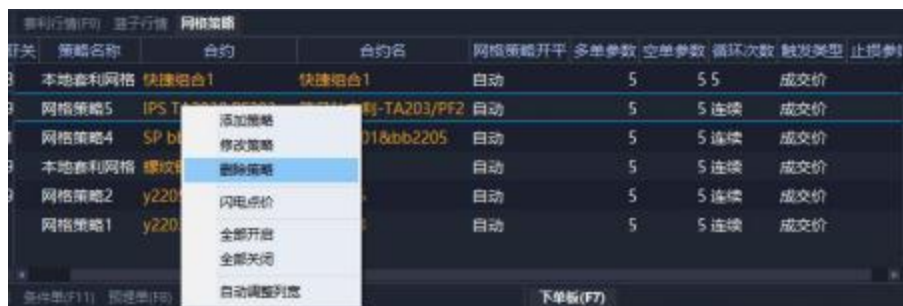 套利行情(F9) 篮子行情 网格策略
开关 策略名称 合约 合约名 网格策略开平 多单参数 空单参数 循环次数 触发类型 止损参
本地套利网格 快捷组合1 快捷组合1 自动 5 5 5 成交价
网格策略5 IPS -TA203/PF2 自动 5 5 连续 成交价
添加策略
网格策略4 SP 01&bb2205 自动 5 5 连续 成交价
修改策略
本地套利网格 螺纹 自动 5 5 连续 成交价
删除策略
网格策略2 y220 自动 5 5 连续 成交价
闪电点价
网格策略1 y220 自动 5 5 连续 成交价
全部开启
全部关闭
自动调整列宽
条件单(F11) 预埋单(F8) 下单板(F7)